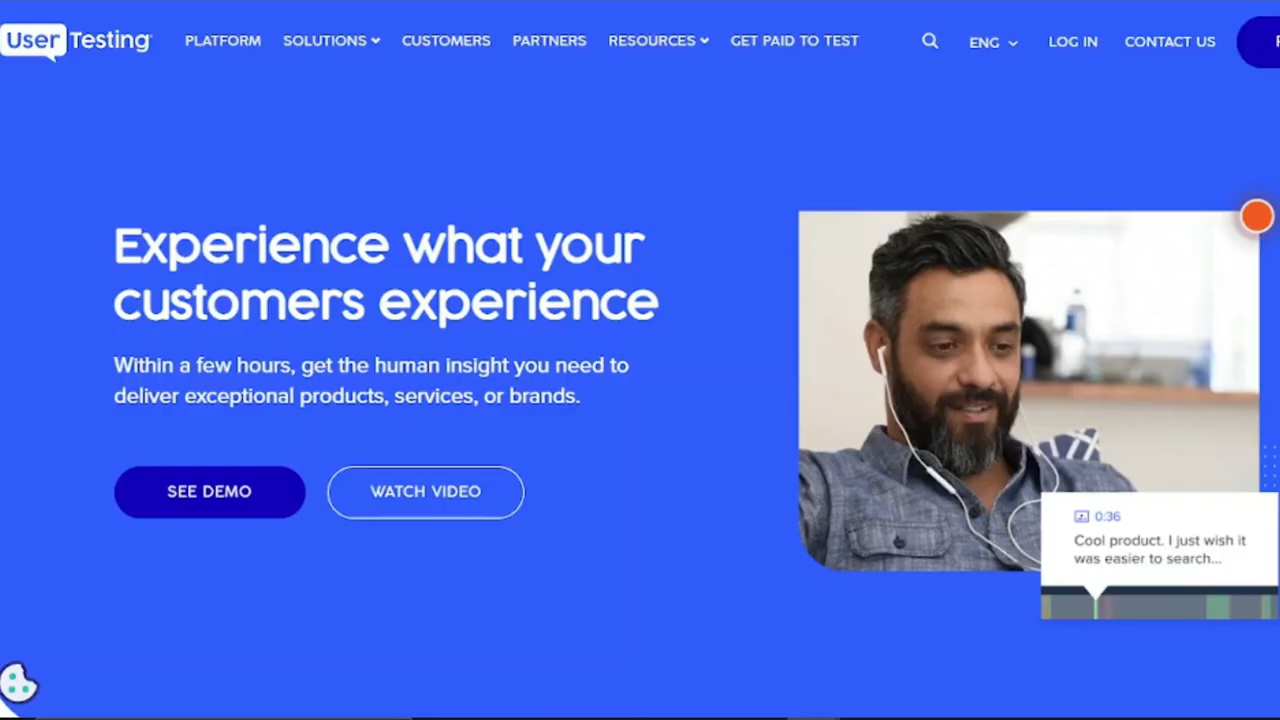 User Testing
PLATFORM SOLUTIONS CUSTOMERS PARTNERS RESOURCES GET PAID TO TEST ENG LOG IN CONTACT US
Experience what your
customers experience
Within a few hours, get the human insight you need to
deliver exceptional products, services, or brands.
SEE DEMO WATCH VIDEO
0:36
Cool product. I just wish it
was easier to search...